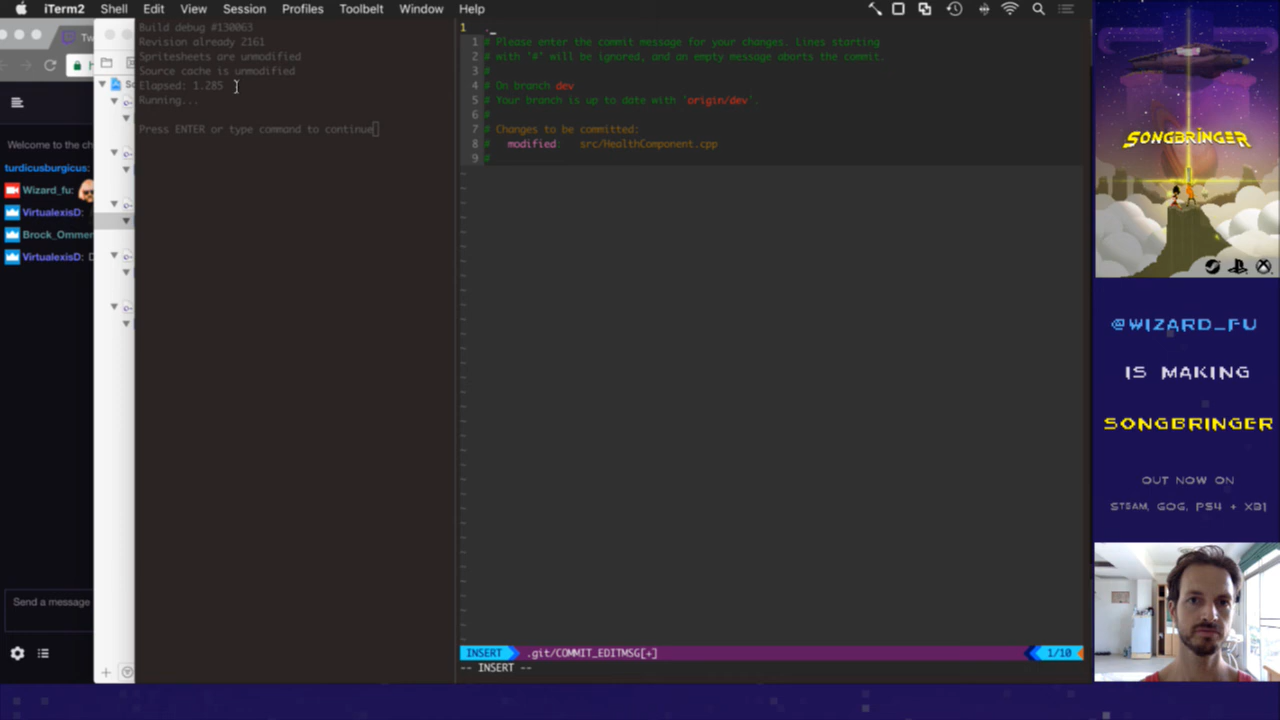 iTerm2 Shell Edit View Session Profiles Toolbelt Window Help
Build debug #130063
Revision already 2161
Spritesheets are unmodified
Source cache is unmodified
Elapsed: 1.285
Running...
Press ENTER or type command to continue
1 .
1 # Please enter the commit message for your changes. Lines starting
2 # with '#' will be ignored, and an empty message aborts the commit.
3 #
4 # On branch dev
5 # Your branch is up to date with 'origin/dev'.
6 #
7 # Changes to be committed:
8 # modified: src/HealthComponent.cpp
9 #
INSERT .git/COMMIT_EDITMSG[+] 1/10
-- INSERT --
Tw
So
Welcome to the ch
turdicusburgicus:
Wizard_fu:
VirtualexisD:
Brock_Ommer
VirtualexisD: D
Send a message
SONGBRINGER
@WIZARD_FU
IS MAKING
SONGBRINGER
OUT NOW ON
STEAM, GOG, PS4 + XB1